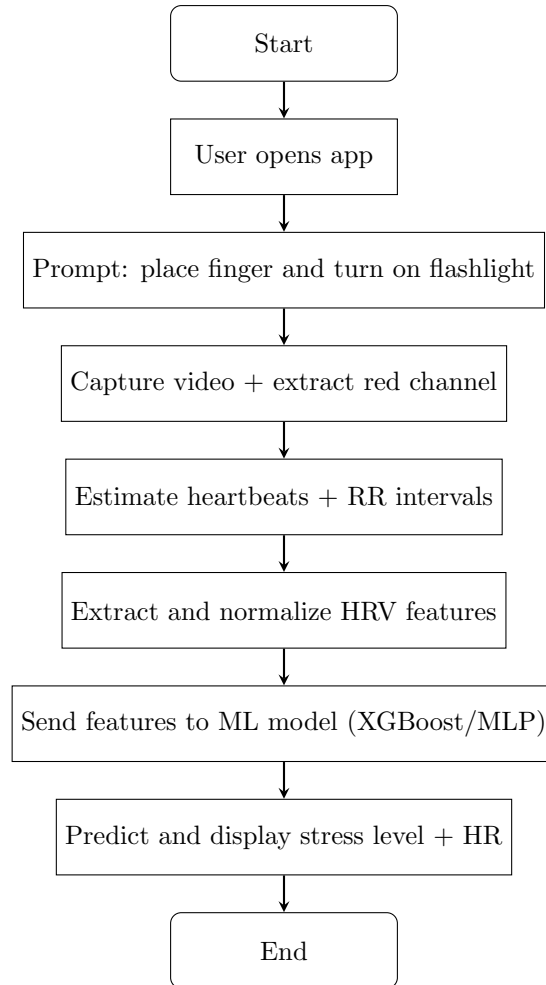 Start
User opens app
Prompt: place finger and turn on flashlight
Capture video + extract red channel
Estimate heartbeats + RR intervals
Extract and normalize HRV features
Send features to ML model (XGBoost/MLP)
Predict and display stress level + HR
End